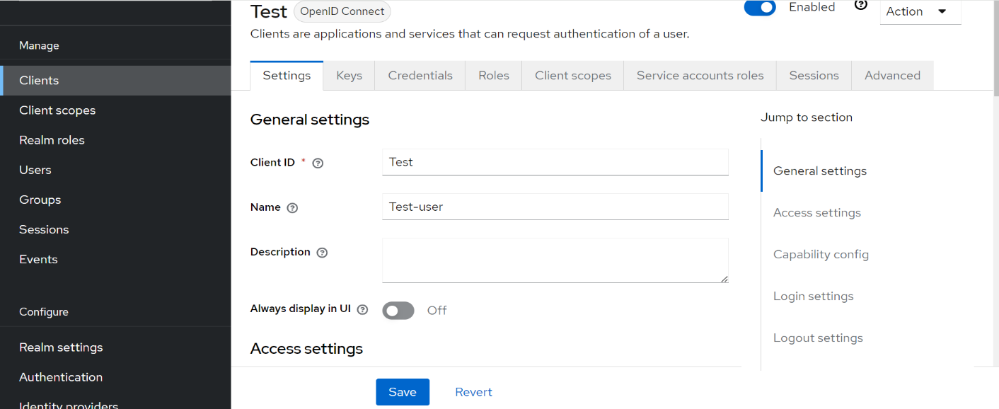 Test OpenID Connect Enabled Action
Clients are applications and services that can request authentication of a user.
Manage
Clients
Client scopes
Realm roles
Users
Groups
Sessions
Events
Configure
Realm settings
Authentication
Identity providers
Settings Keys Credentials Roles Client scopes Service accounts roles Sessions Advanced
General settings
Client ID *
Test
Name
Test-user
Description
Always display in UI
Off
Access settings
Save Revert
Jump to section
General settings
Access settings
Capability config
Login settings
Logout settings